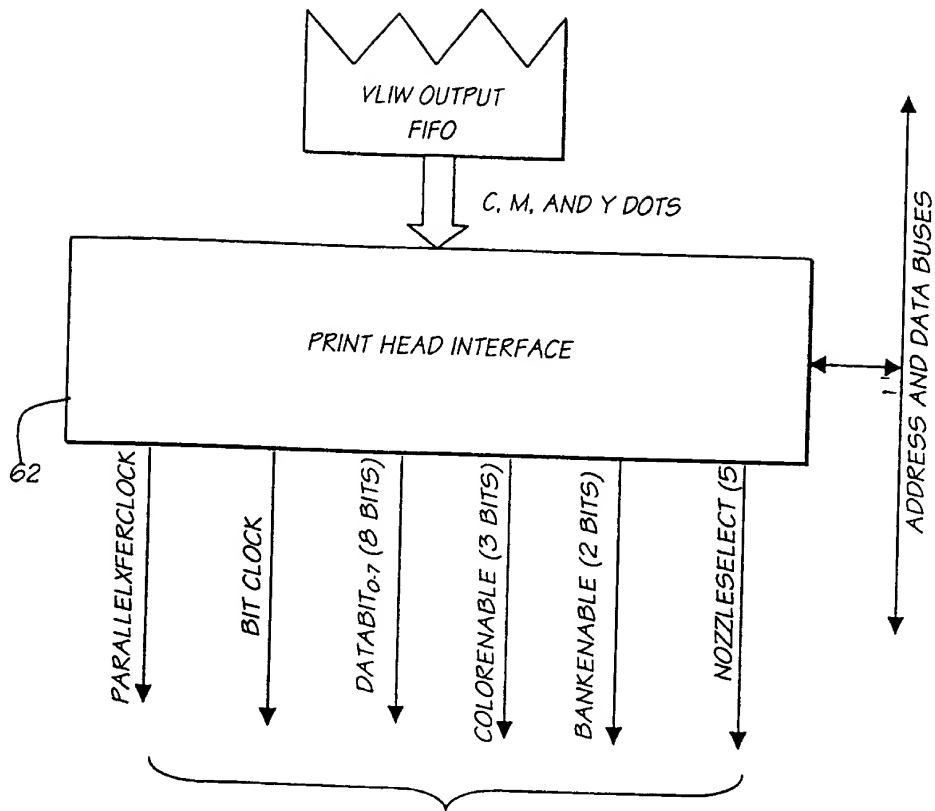 VLIW OUTPUT
FIFO
C, M, AND Y DOTS
PRINT HEAD INTERFACE
ADDRESS AND DATA BUSES
62
PARALLELXFERCLOCK
BIT CLOCK
DATABIT0-7 (8 BITS)
COLORENABLE (3 BITS)
BANKENABLE (2 BITS)
NOZZLESELECT (5